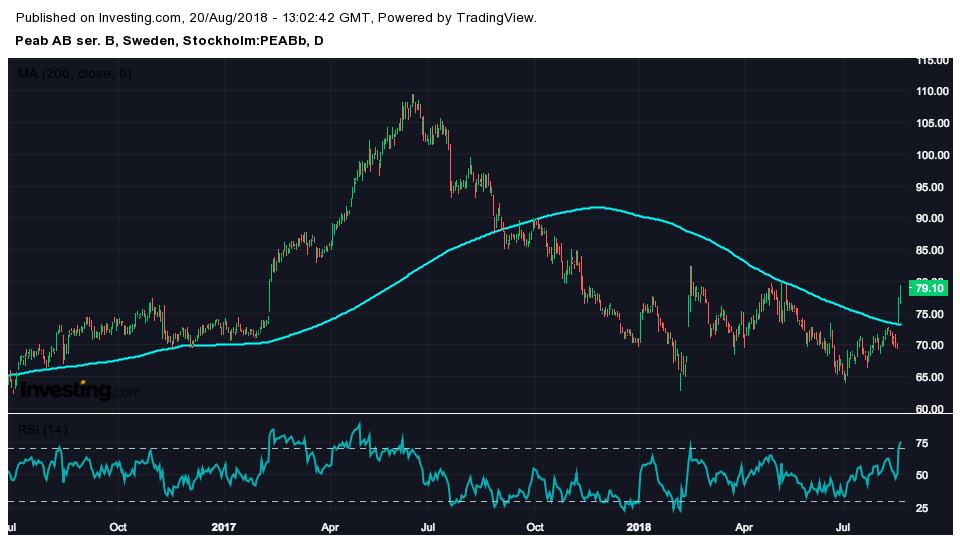 Published on Investing.com, 20/Aug/2018 - 13:02:42 GMT, Powered by TradingView.
Peab AB ser. B, Sweden, Stockholm:PEABb, D
MA (200, close, 0)
115.00
110.00
105.00
100.00
95.00
90.00
85.00
80.00
79.10
75.00
70.00
65.00
60.00
Investing.com
RSI (14)
75
50
25
ul Oct 2017 Apr Jul Oct 2018 Apr Jul